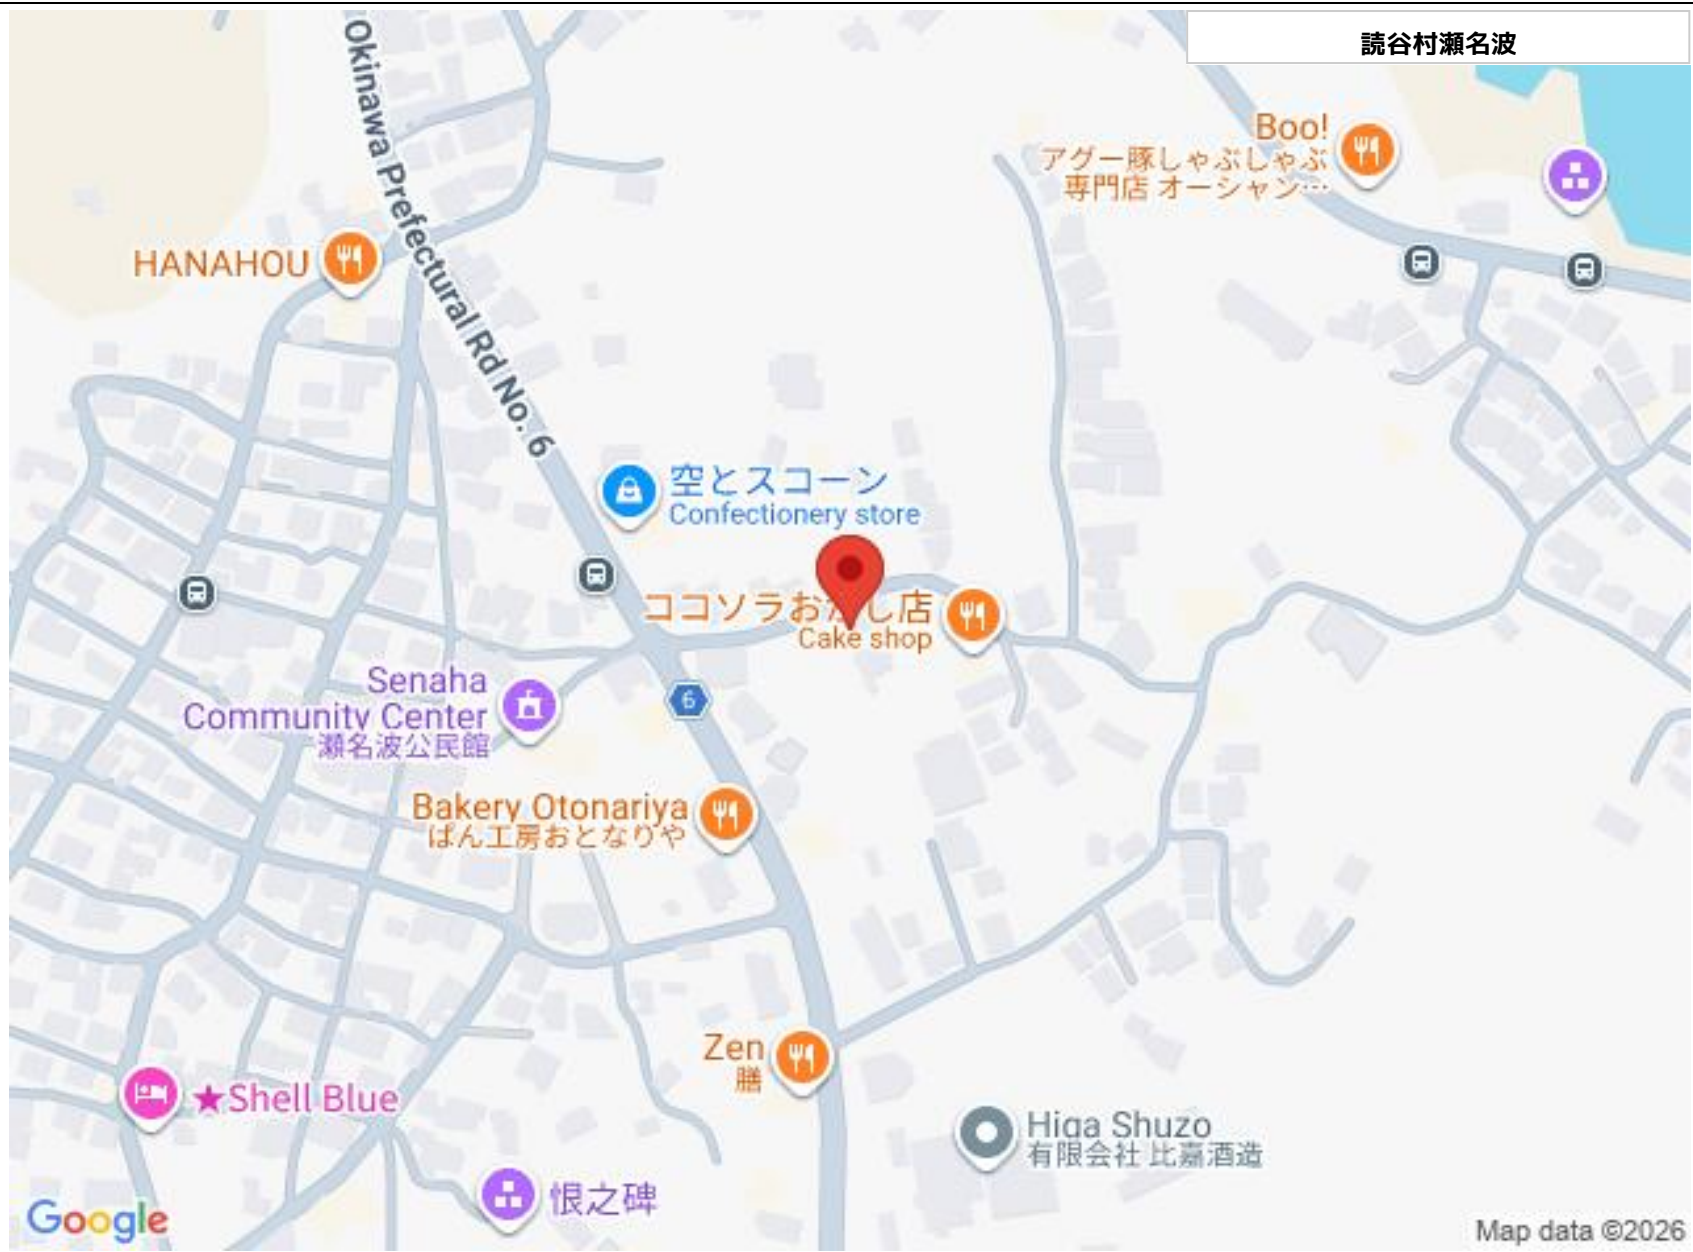 読谷村瀬名波
Okinawa Prefectural Rd No. 6
Boo!
アグー豚しゃぶしゃぶ
専門店 オーシャン…
HANAHOU
空とスコーン
Confectionery store
ココソラおかし店
Cake shop
Senaha
Community Center
瀬名波公民館
6
Bakery Otonariya
ぱん工房おとなりや
Zen
膳
★Shell Blue
Higa Shuzo
有限会社 比嘉酒造
恨之碑
Google
Map data ©2026